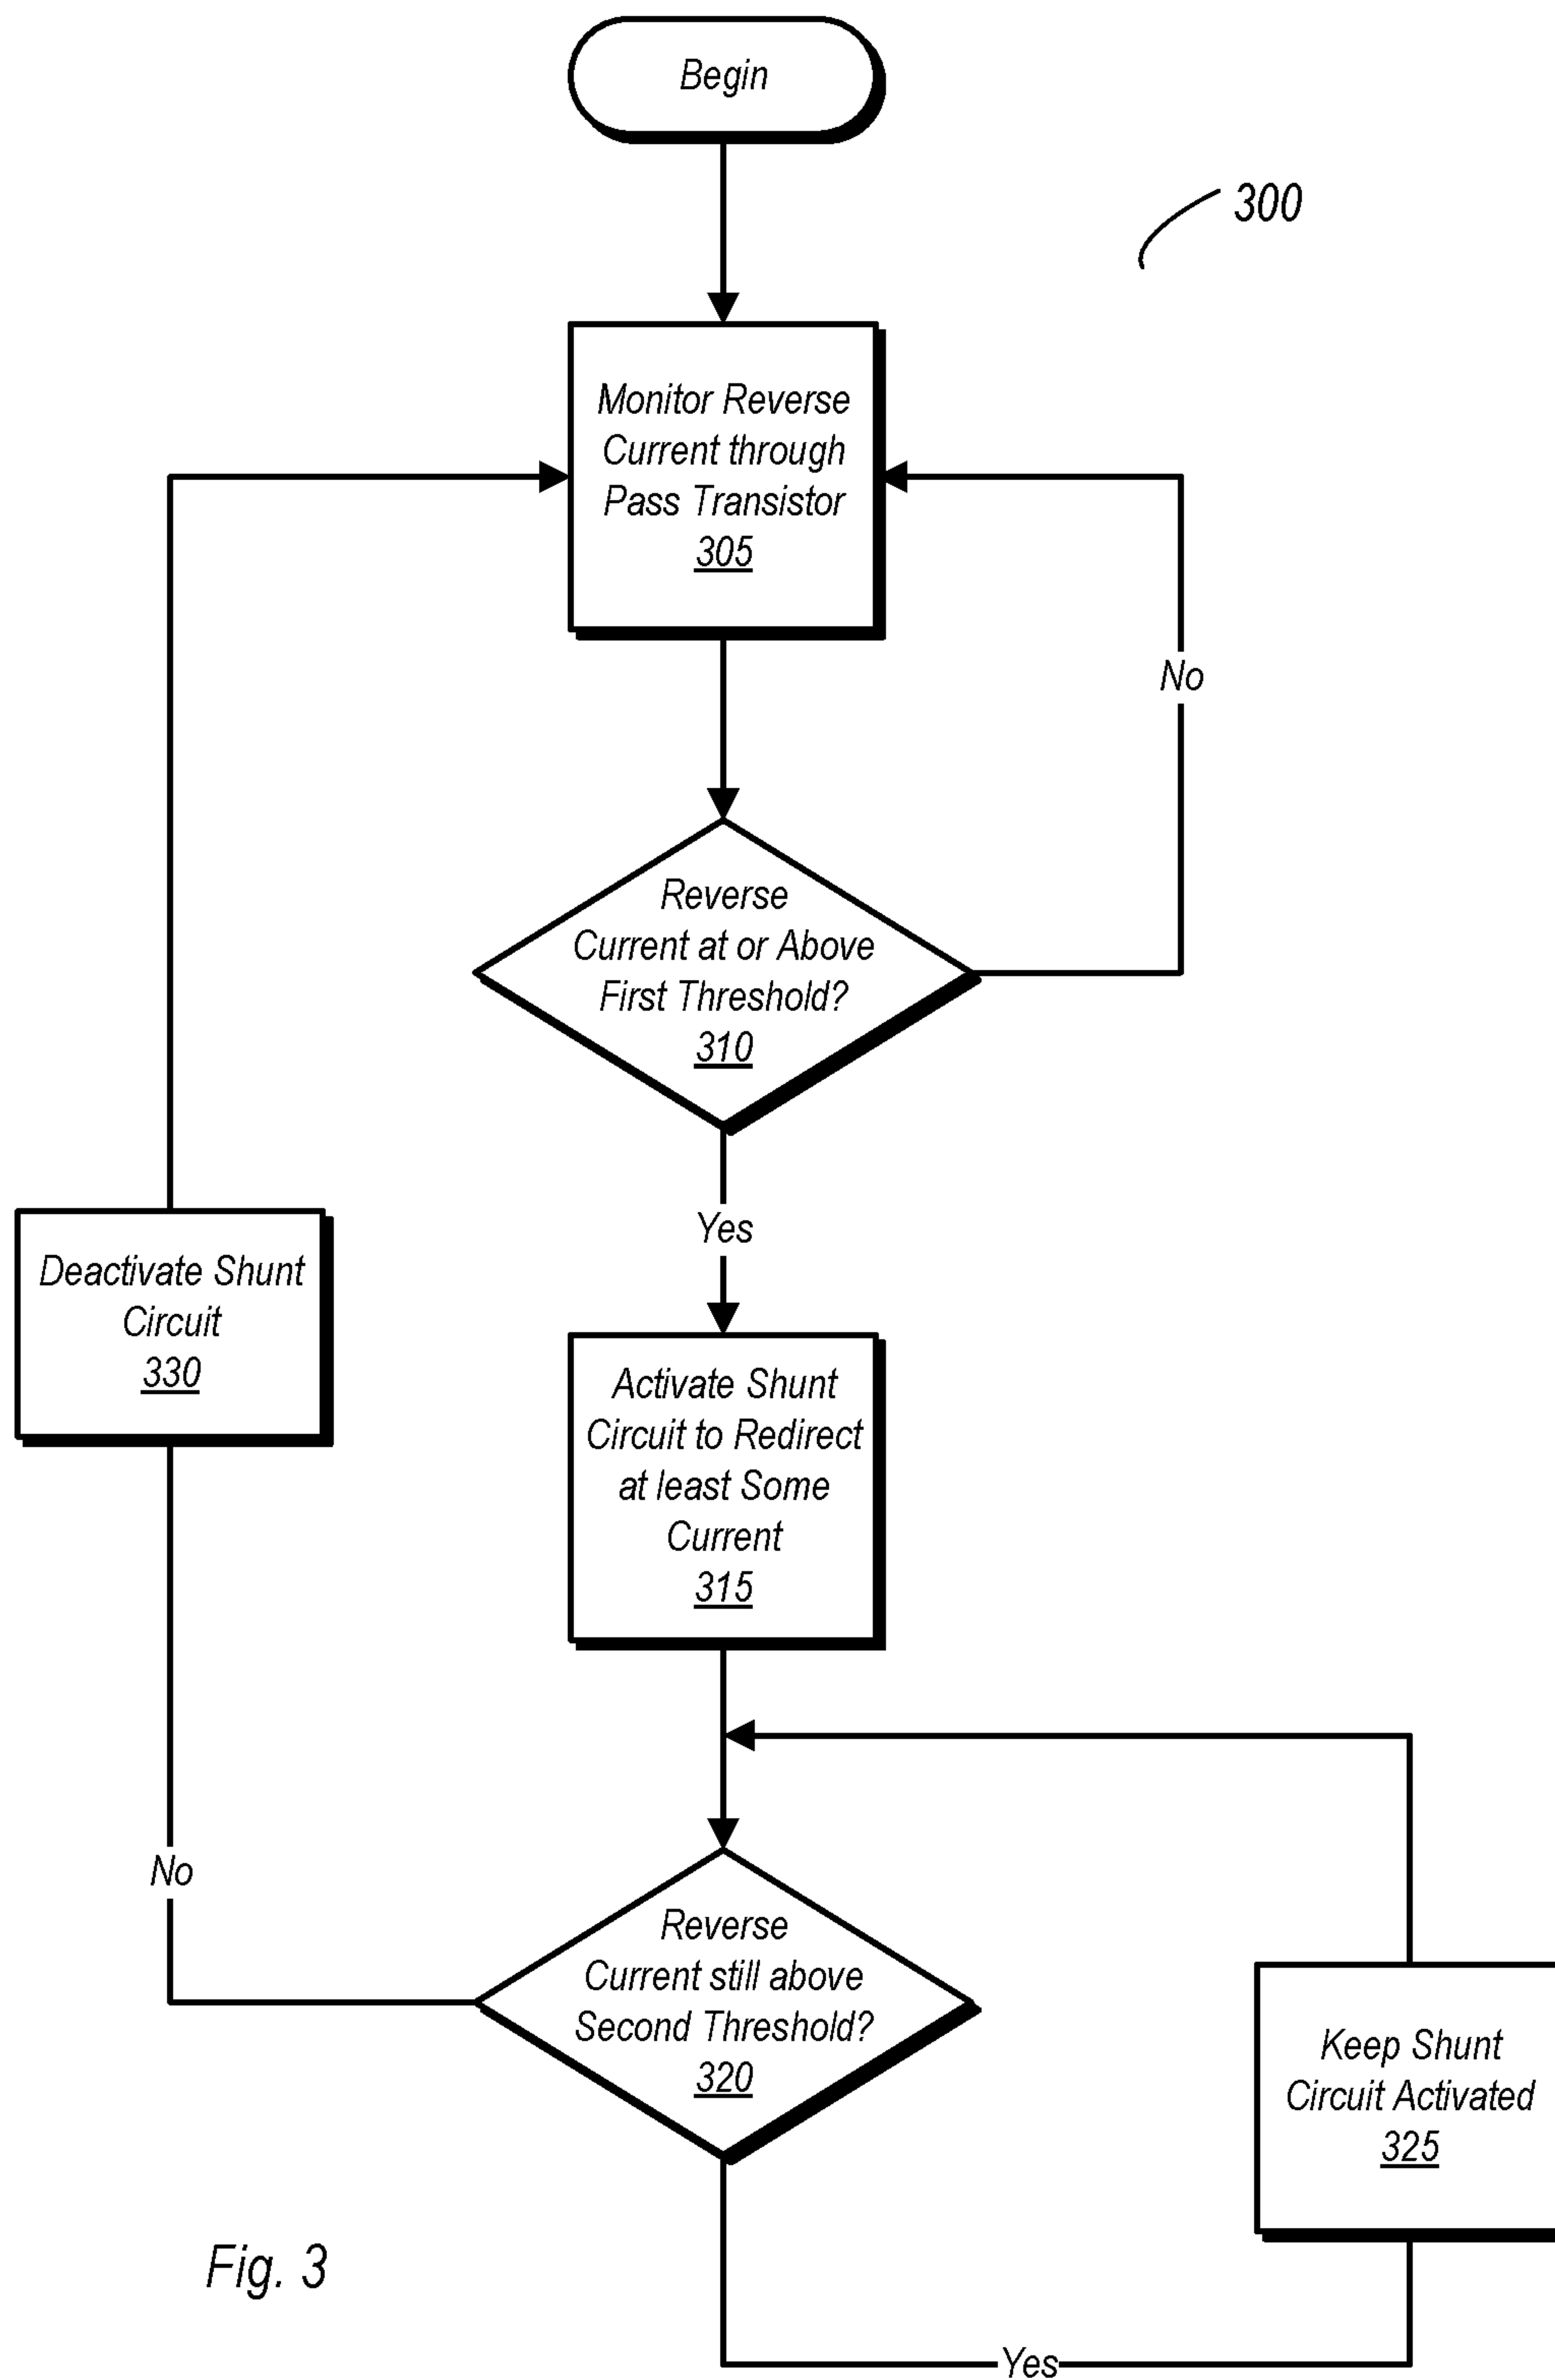 Begin
300
Monitor Reverse
Current through
Pass Transistor
305
No
Reverse
Current at or Above
First Threshold?
310
Yes
Deactivate Shunt
Circuit
330
Activate Shunt
Circuit to Redirect
at least Some
Current
315
No
Reverse
Current still above
Second Threshold?
320
Keep Shunt
Circuit Activated
325
Fig. 3
Yes